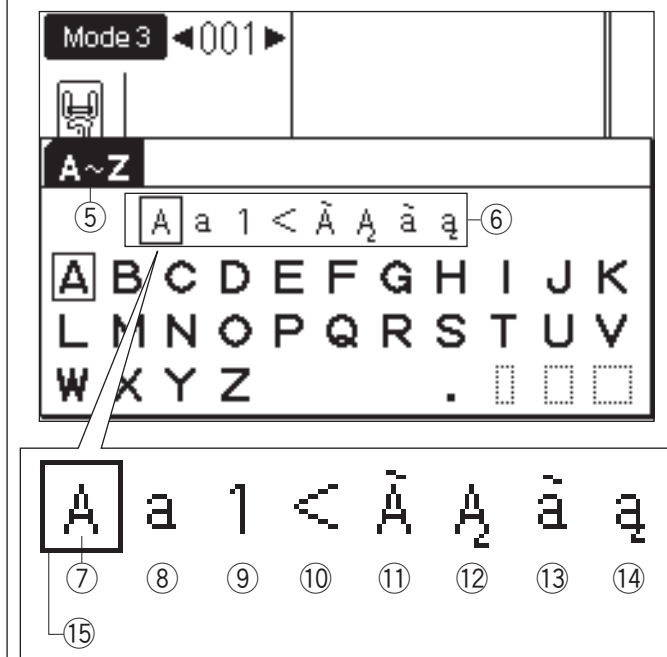 Mode 3 ◄001►
A~Z
⑤ A a 1 < Ã Ą ã ą ⑥
A B C D E F G H I J K
L M N O P Q R S T U V
W X Y Z .
A a 1 < Ã Ą ã ą
⑦ ⑧ ⑨ ⑩ ⑪ ⑫ ⑬ ⑭
⑮